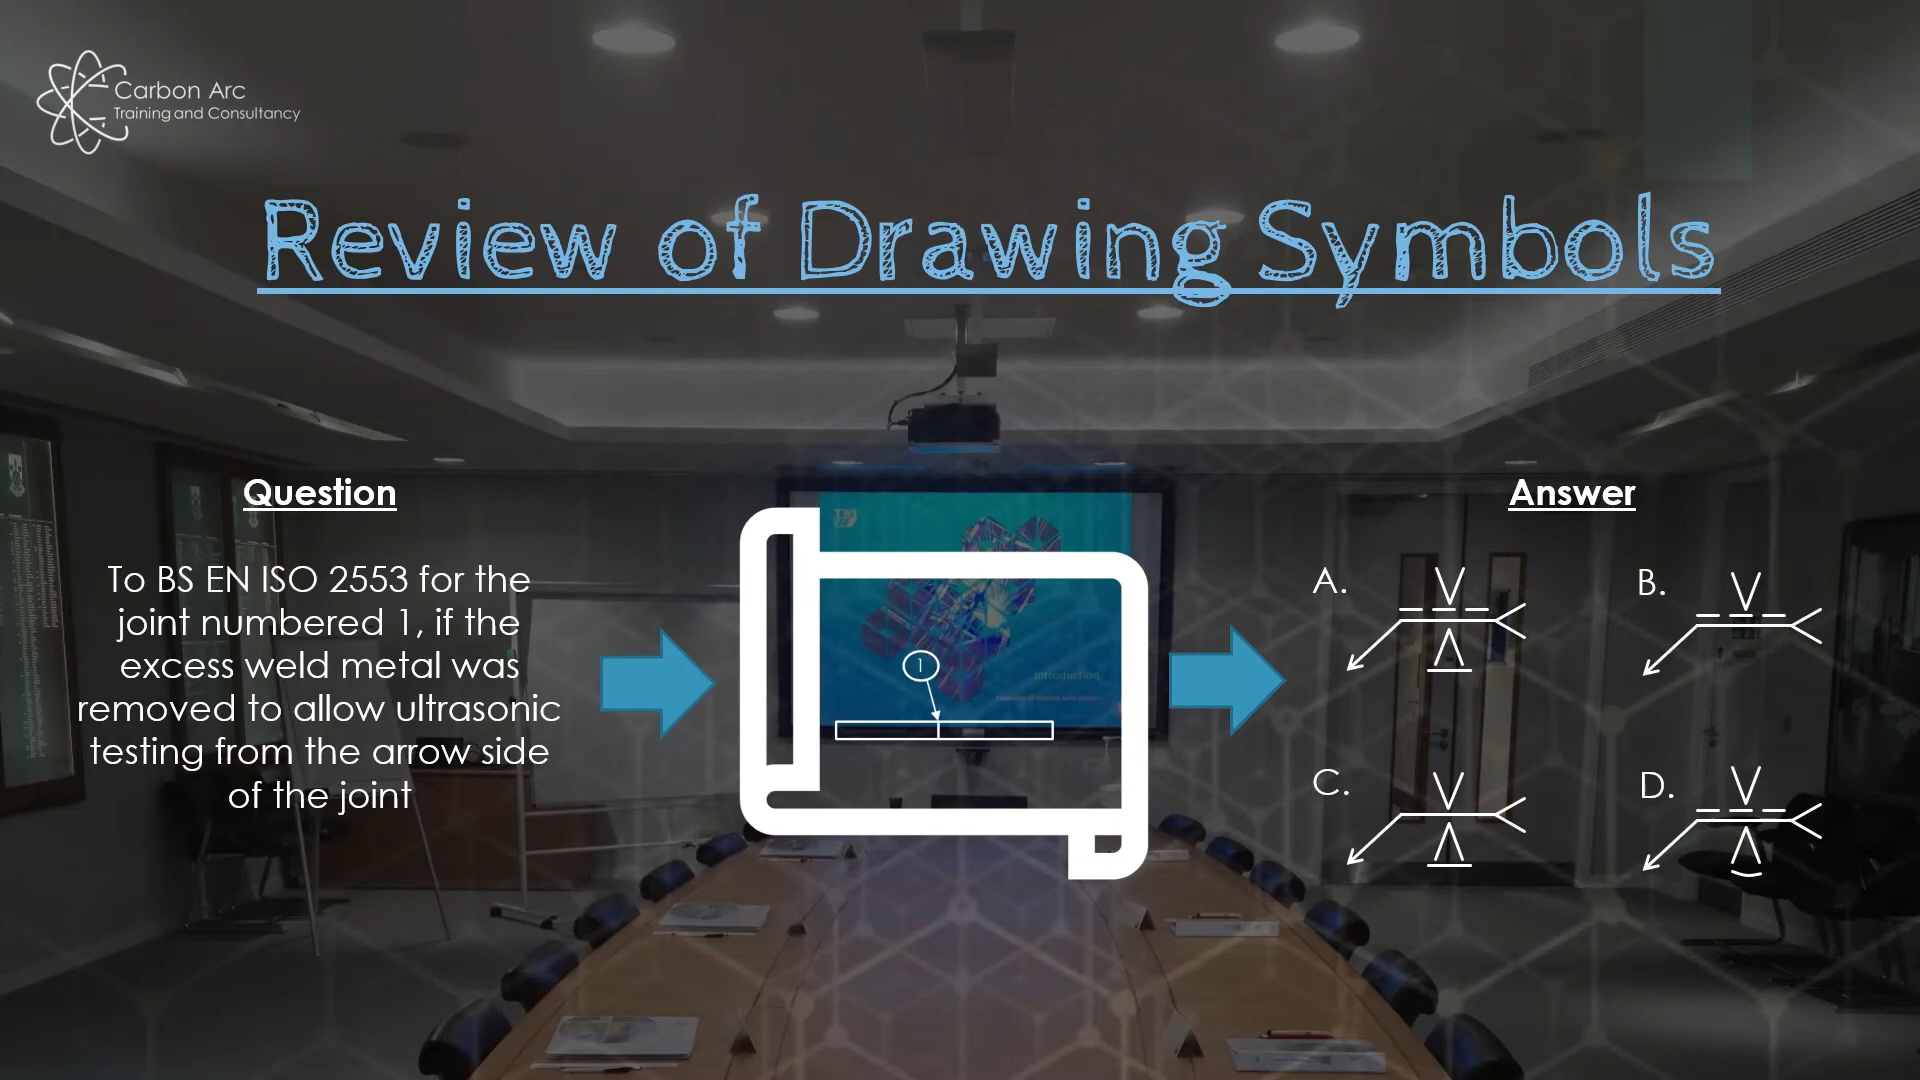 Carbon Arc
Training and Consultancy
Review of Drawing Symbols
Question
To BS EN ISO 2553 for the
joint numbered 1, if the
excess weld metal was
removed to allow ultrasonic
testing from the arrow side
of the joint
1
Introduction
Answer
A.
B.
C.
D.